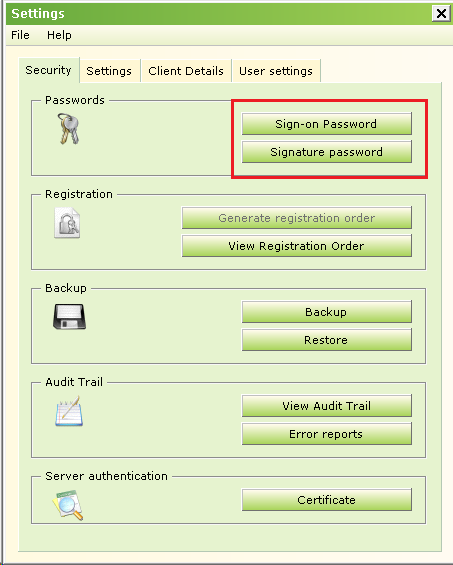 Settings
File Help
Security Settings Client Details User settings
Passwords
Sign-on Password
Signature password
Registration
Generate registration order
View Registration Order
Backup
Backup
Restore
Audit Trail
View Audit Trail
Error reports
Server authentication
Certificate